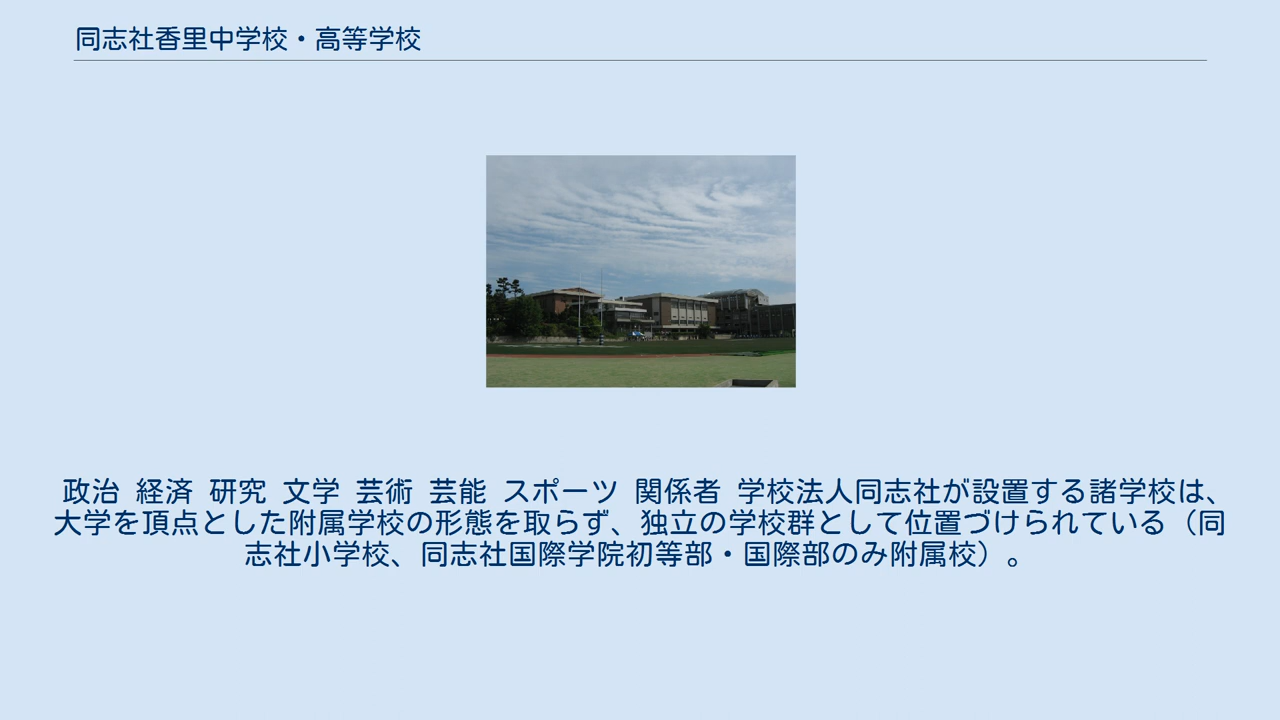 同志社香里中学校・高等学校
政治 経済 研究 文学 芸術 芸能 スポーツ 関係者 学校法人同志社が設置する諸学校は、
大学を頂点とした附属学校の形態を取らず、独立の学校群として位置づけられている（同
志社小学校、同志社国際学院初等部・国際部のみ附属校）。